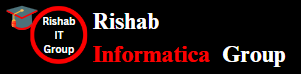 Rishab
IT
Group
Rishab
Informatica Group